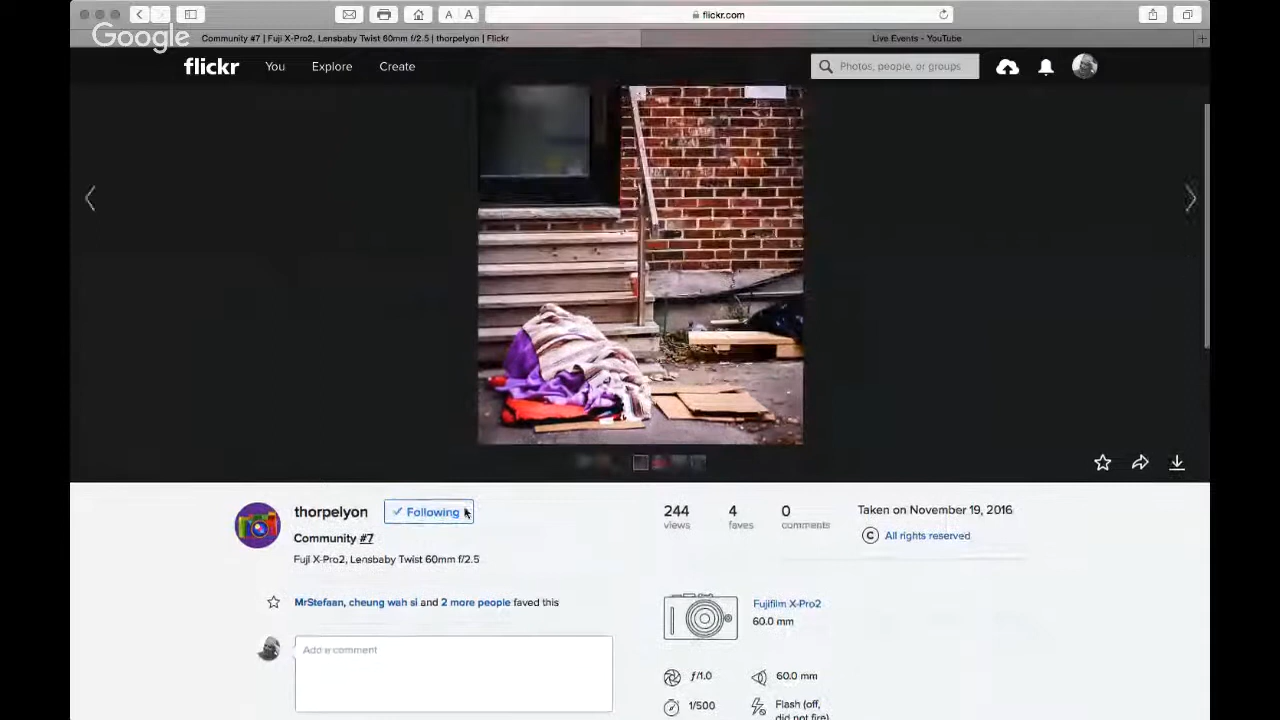 A A
flickr.com
Google
Community #7 | Fuji X-Pro2, Lensbaby Twist 60mm f/2.5 | thorpelyon | Flickr
Live Events - YouTube
flickr
You
Explore
Create
Photos, people, or groups
thorpelyon
Following
244
views
4
faves
0
comments
Taken on November 19, 2016
All rights reserved
Community #7
Fuji X-Pro2, Lensbaby Twist 60mm f/2.5
MrStefaan, cheung wah si and 2 more people faved this
Fujifilm X-Pro2
60.0 mm
Add a comment
ƒ/1.0
60.0 mm
1/500
Flash (off,
did not fire)